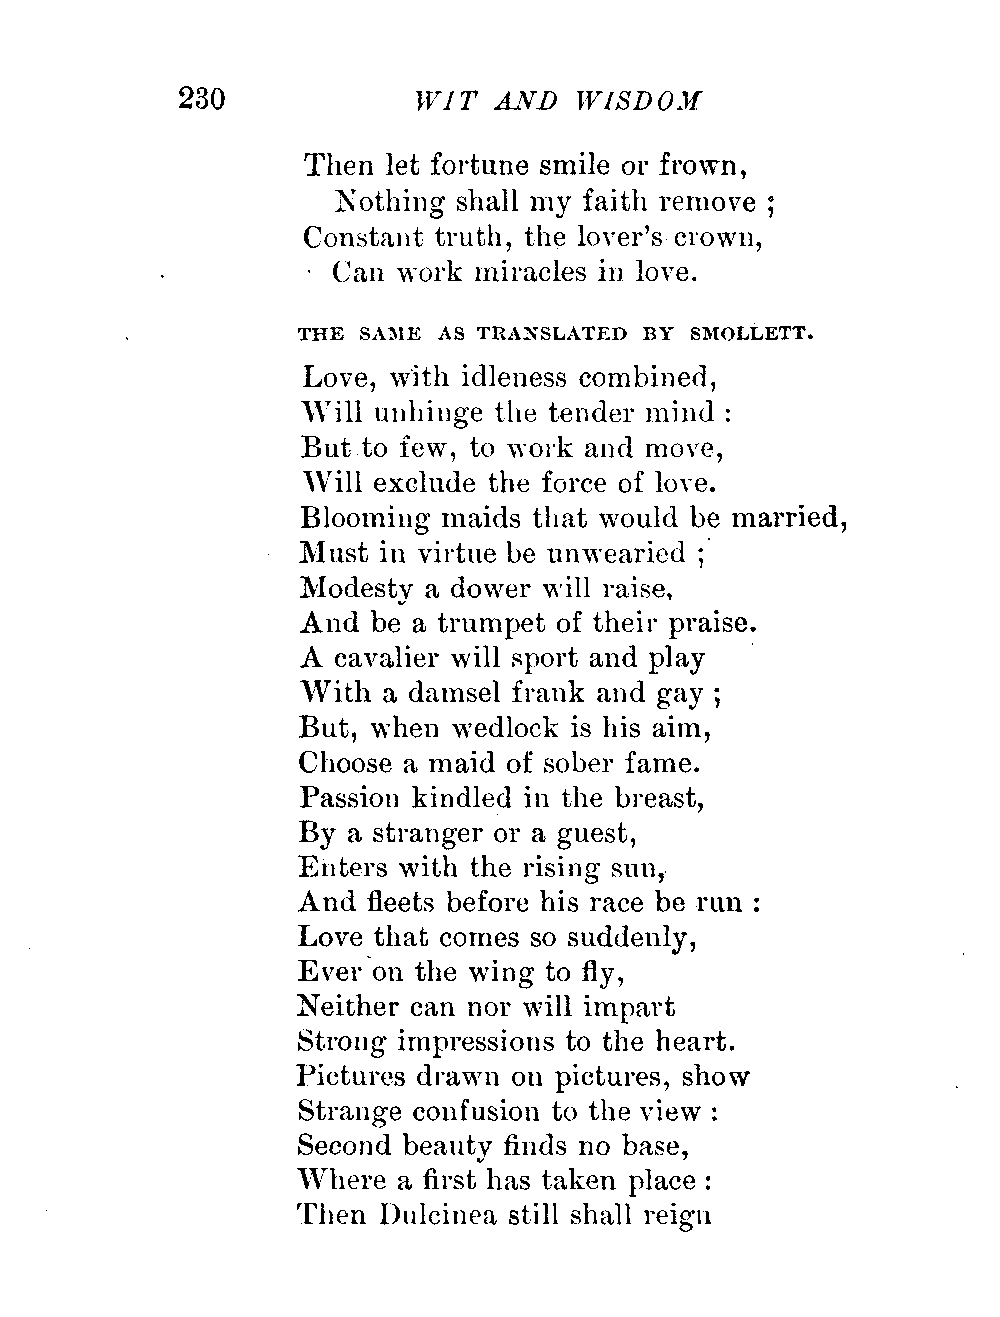 230 WIT AND WISDOM
Then let fortune smile or frown,
Nothing shall my faith remove ;
Constant truth, the lover's crown,
Can work miracles in love.
THE SAME AS TRANSLATED BY SMOLLETT.
Love, with idleness combined,
Will unhinge the tender mind :
But to few, to work and move,
Will exclude the force of love.
Blooming maids that would be married,
Must in virtue be unwearied ;
Modesty a dower will raise,
And be a trumpet of their praise.
A cavalier will sport and play
With a damsel frank and gay ;
But, when wedlock is his aim,
Choose a maid of sober fame.
Passion kindled in the breast,
By a stranger or a guest,
Enters with the rising sun,
And fleets before his race be run :
Love that comes so suddenly,
Ever on the wing to fly,
Neither can nor will impart
Strong impressions to the heart.
Pictures drawn on pictures, show
Strange confusion to the view :
Second beauty finds no base,
Where a first has taken place :
Then Dulcinea still shall reign